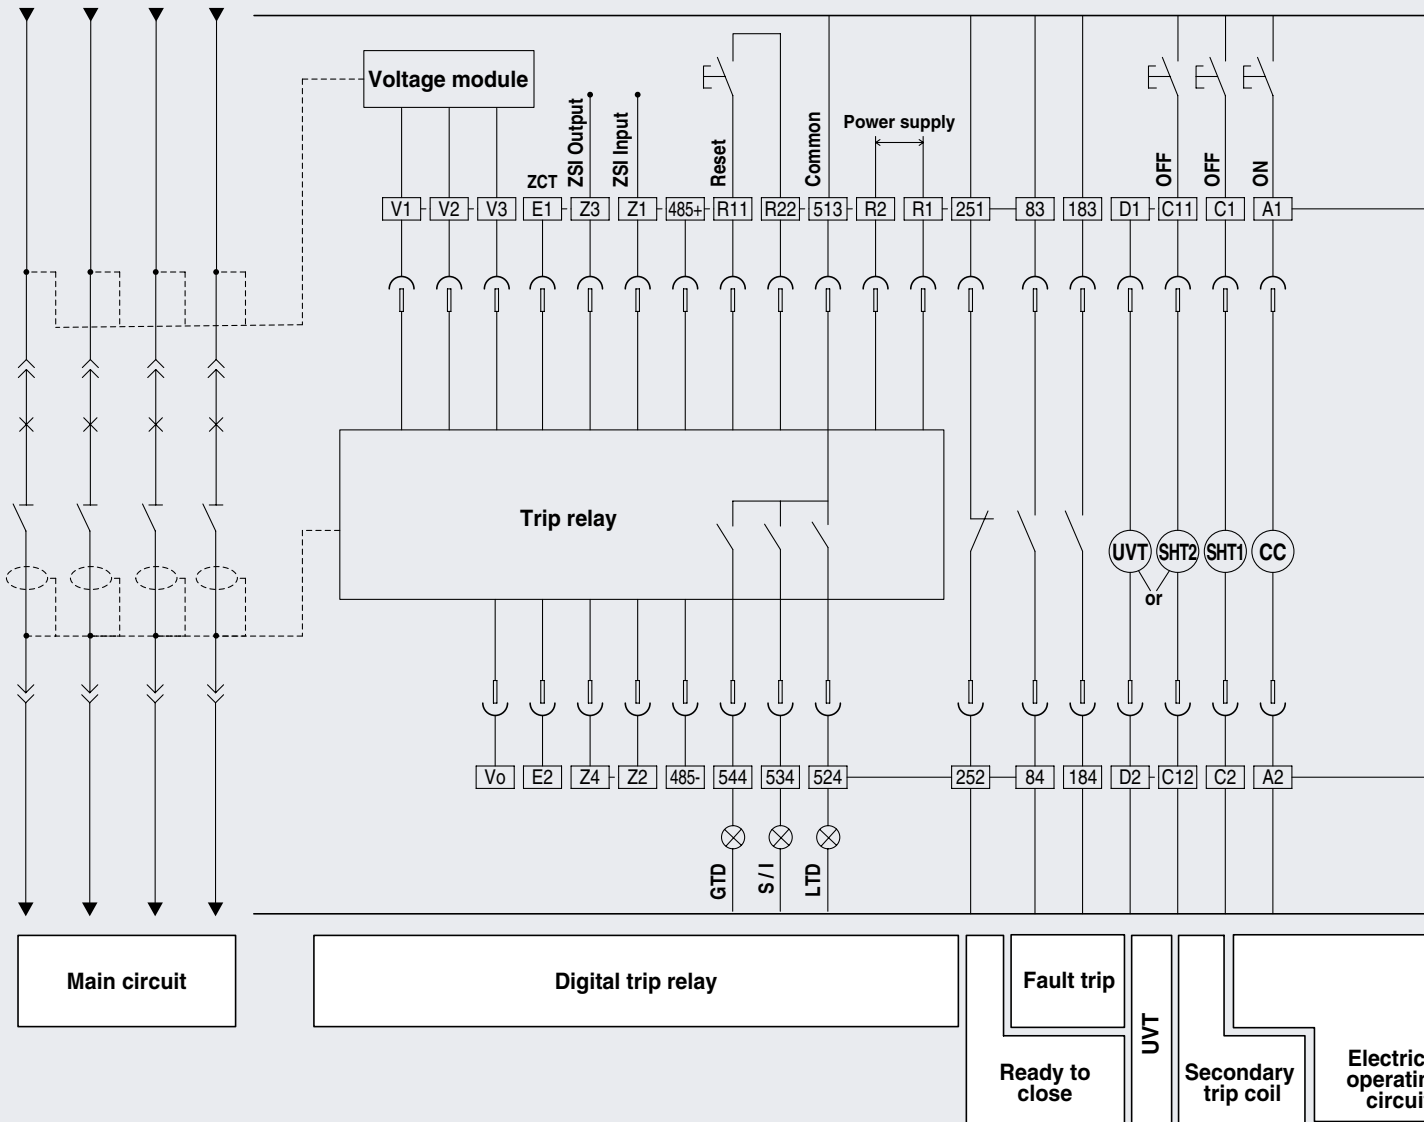 Voltage module
ZCT
ZSI Output
ZSI Input
Reset
Common
Power supply
OFF
OFF
ON
V1 V2 V3 E1 Z3 Z1 485+ R11 R22 513 R2 R1 251 83 183 D1 C11 C1 A1
Trip relay
UVT SHT2 SHT1 CC
or
Vo E2 Z4 Z2 485- 544 534 524 252 84 184 D2 C12 C2 A2
GTD
S / I
LTD
Main circuit
Digital trip relay
Fault trip
Ready to
close
UVT
Secondary
trip coil
Electric
operatin
circui